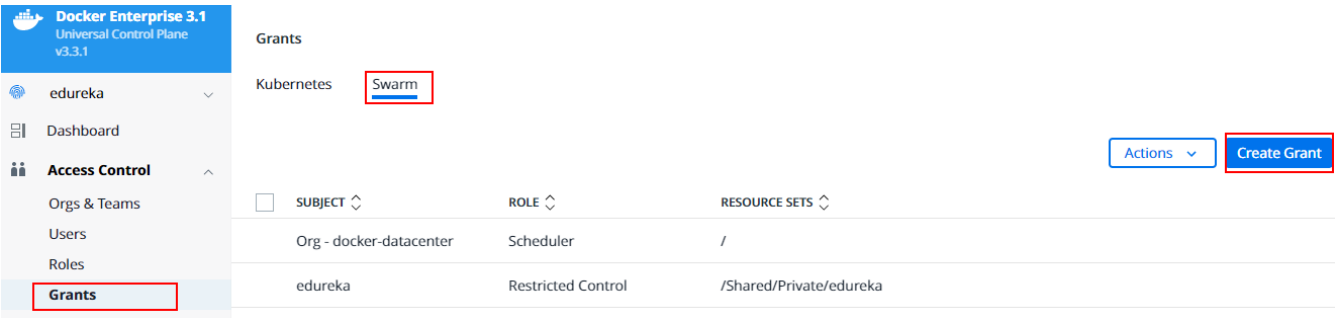 Docker Enterprise 3.1
Universal Control Plane
v3.3.1
edureka
Dashboard
Access Control
Orgs & Teams
Users
Roles
Grants
Grants
Kubernetes Swarm
Actions Create Grant
SUBJECT ROLE RESOURCE SETS
Org - docker-datacenter Scheduler /
edureka Restricted Control /Shared/Private/edureka